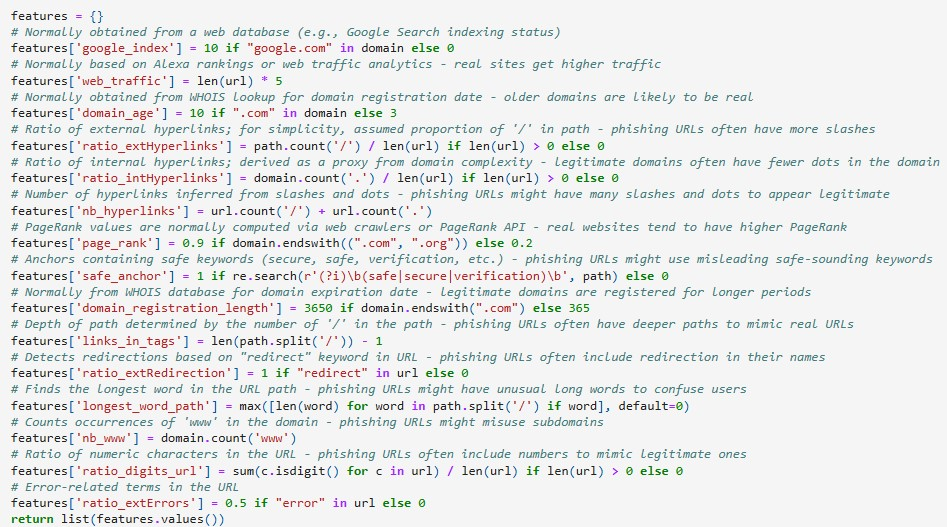 features = {}
# Normally obtained from a web database (e.g., Google Search indexing status)
features['google_index'] = 10 if "google.com" in domain else 0
# Normally based on Alexa rankings or web traffic analytics - real sites get higher traffic
features['web_traffic'] = len(url) * 5
# Normally obtained from WHOIS lookup for domain registration date - older domains are likely to be real
features['domain_age'] = 10 if ".com" in domain else 3
# Ratio of external hyperlinks; for simplicity, assumed proportion of '/' in path - phishing URLs often have more slashes
features['ratio_extHyperlinks'] = path.count('/') / len(url) if len(url) > 0 else 0
# Ratio of internal hyperlinks; derived as a proxy from domain complexity - legitimate domains often have fewer dots in the domain
features['ratio_intHyperlinks'] = domain.count('.') / len(url) if len(url) > 0 else 0
# Number of hyperlinks inferred from slashes and dots - phishing URLs might have many slashes and dots to appear legitimate
features['nb_hyperlinks'] = url.count('/') + url.count('.')
# PageRank values are normally computed via web crawlers or PageRank API - real websites tend to have higher PageRank
features['page_rank'] = 0.9 if domain.endswith((".com", ".org")) else 0.2
# Anchors containing safe keywords (secure, safe, verification, etc.) - phishing URLs might use misleading safe-sounding keywords
features['safe_anchor'] = 1 if re.search(r'(?i)\b(safe|secure|verification)\b', path) else 0
# Normally from WHOIS database for domain expiration date - legitimate domains are registered for longer periods
features['domain_registration_length'] = 3650 if domain.endswith(".com") else 365
# Depth of path determined by the number of '/' in the path - phishing URLs often have deeper paths to mimic real URLs
features['links_in_tags'] = len(path.split('/')) - 1
# Detects redirections based on "redirect" keyword in URL - phishing URLs often include redirection in their names
features['ratio_extRedirection'] = 1 if "redirect" in url else 0
# Finds the longest word in the URL path - phishing URLs might have unusual long words to confuse users
features['longest_word_path'] = max([len(word) for word in path.split('/') if word], default=0)
# Counts occurrences of 'www' in the domain - phishing URLs might misuse subdomains
features['nb_www'] = domain.count('www')
# Ratio of numeric characters in the URL - phishing URLs often include numbers to mimic legitimate ones
features['ratio_digits_url'] = sum(c.isdigit() for c in url) / len(url) if len(url) > 0 else 0
# Error-related terms in the URL
features['ratio_extErrors'] = 0.5 if "error" in url else 0
return list(features.values())